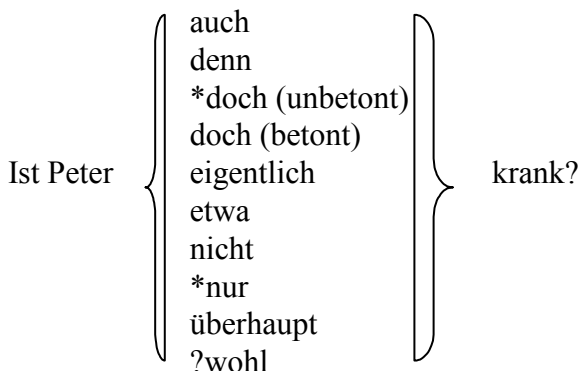 auch
denn
*doch (unbetont)
doch (betont)
Ist Peter eigentlich krank?
etwa
nicht
*nur
überhaupt
?wohl